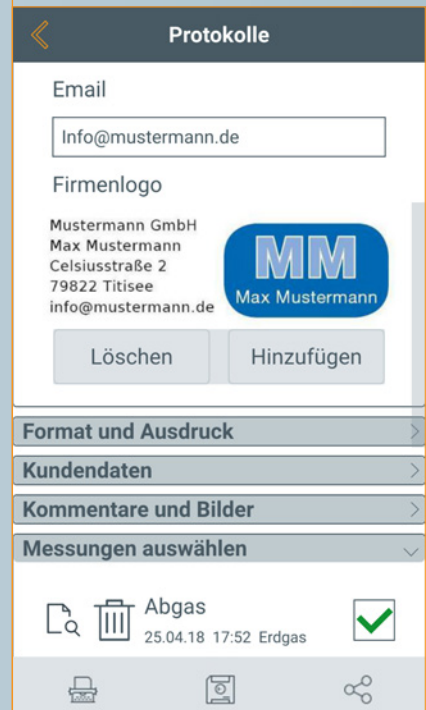 Protokolle
Email
Info@mustermann.de
Firmenlogo
Mustermann GmbH
Max Mustermann
Celsiusstraße 2
79822 Titisee
info@mustermann.de
MM
Max Mustermann
Löschen
Hinzufügen
Format und Ausdruck
Kundendaten
Kommentare und Bilder
Messungen auswählen
Abgas
25.04.18 17:52 Erdgas